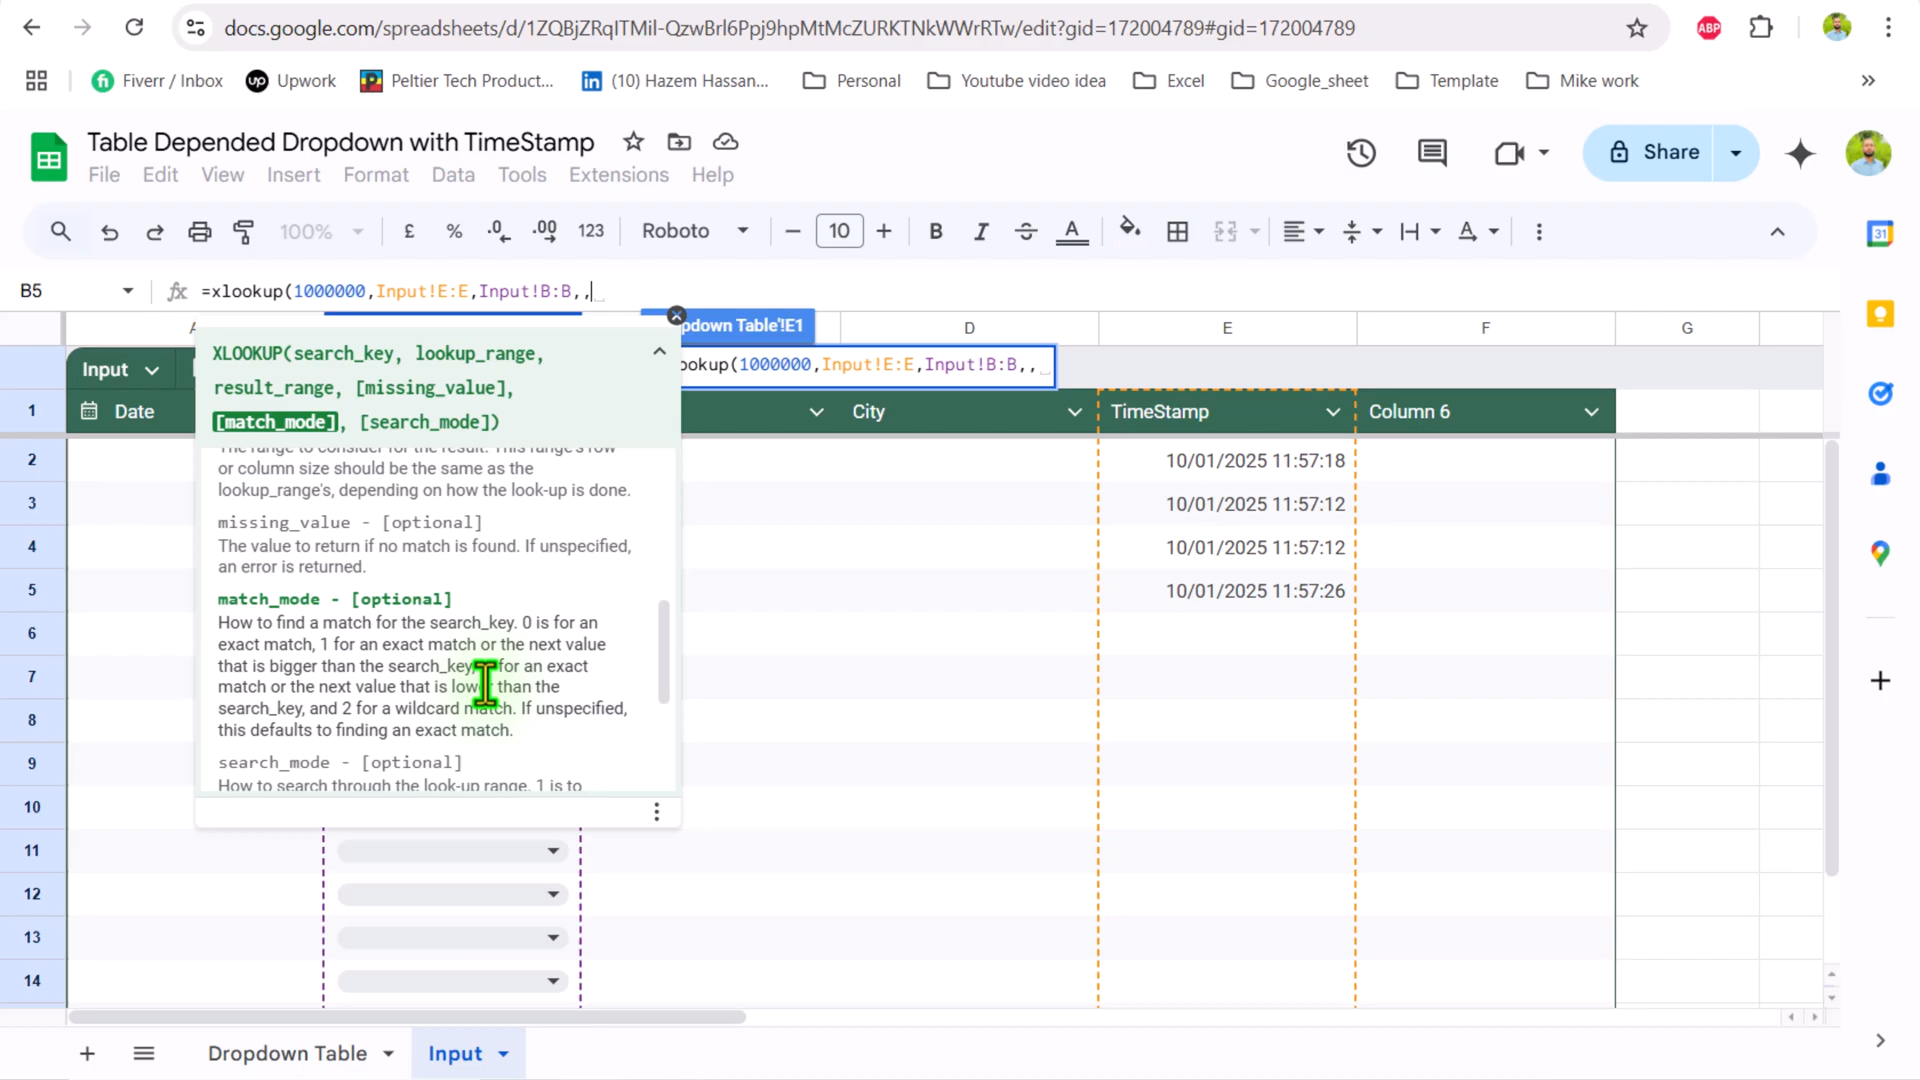 docs.google.com/spreadsheets/d/1ZQBjZRqITMil-QzwBrl6Ppj9hpMtMcZURKTNkWWrRTw/edit?gid=172004789#gid=172004789
ABP
Fiverr / Inbox
up Upwork
Peltier Tech Product...
in (10) Hazem Hassan...
Personal
Youtube video idea
Excel
Google_sheet
Template
Mike work
Table Depended Dropdown with TimeStamp
Share
File Edit View Insert Format Data Tools Extensions Help
100% £ % .0 .00 123 Roboto 10 B I S A
31
B5 fx =xlookup(1000000,Input!E:E,Input!B:B,,
pdown Table'!E1
D E F G
XLOOKUP(search_key, lookup_range,
result_range, [missing_value],
[match_mode], [search_mode])
Input
ookup(1000000,Input!E:E,Input!B:B,,
1 Date City TimeStamp Column 6
or column size should be the same as the
lookup_range's, depending on how the look-up is done.
missing_value - [optional]
The value to return if no match is found. If unspecified,
an error is returned.
match_mode - [optional]
How to find a match for the search_key. 0 is for an
exact match, 1 for an exact match or the next value
that is bigger than the search_key, for an exact
match or the next value that is lower than the
search_key, and 2 for a wildcard match. If unspecified,
this defaults to finding an exact match.
search_mode - [optional]
How to search through the look-up range. 1 is to
2 10/01/2025 11:57:18
3 10/01/2025 11:57:12
4 10/01/2025 11:57:12
5 10/01/2025 11:57:26
6
7
8
9
10
11
12
13
14
Dropdown Table
Input